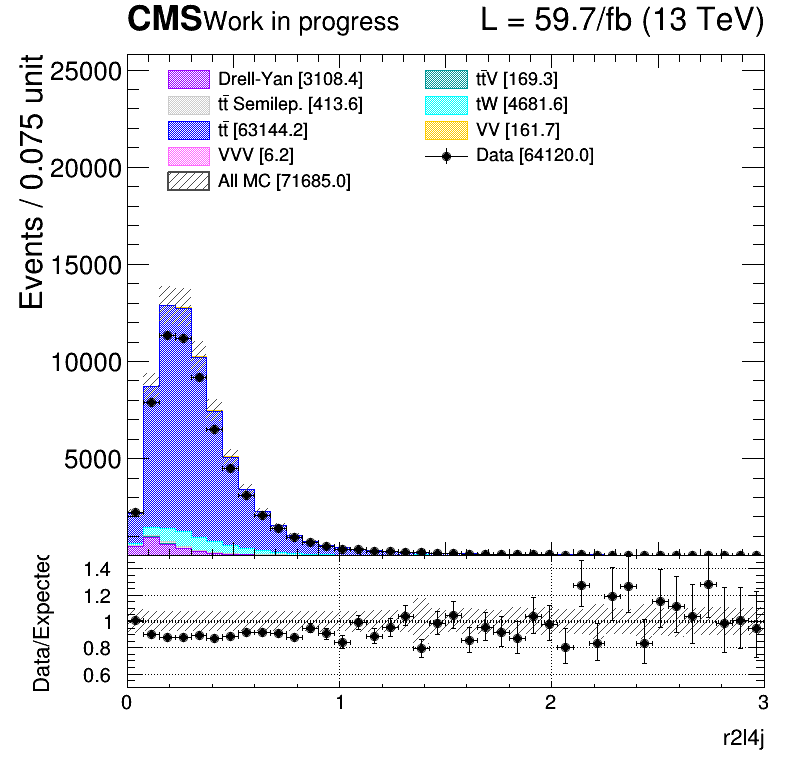 CMS Work in progress L = 59.7/fb (13 TeV)
Events / 0.075 unit
25000
20000
15000
10000
5000
Drell-Yan [3108.4]
tt̄ Semilep. [413.6]
tt̄ [63144.2]
VVV [6.2]
All MC [71685.0]
tt̄V [169.3]
tW [4681.6]
VV [161.7]
Data [64120.0]
Data/Expected
1.4
1.2
1
0.8
0.6
0 1 2 3
r2l4j